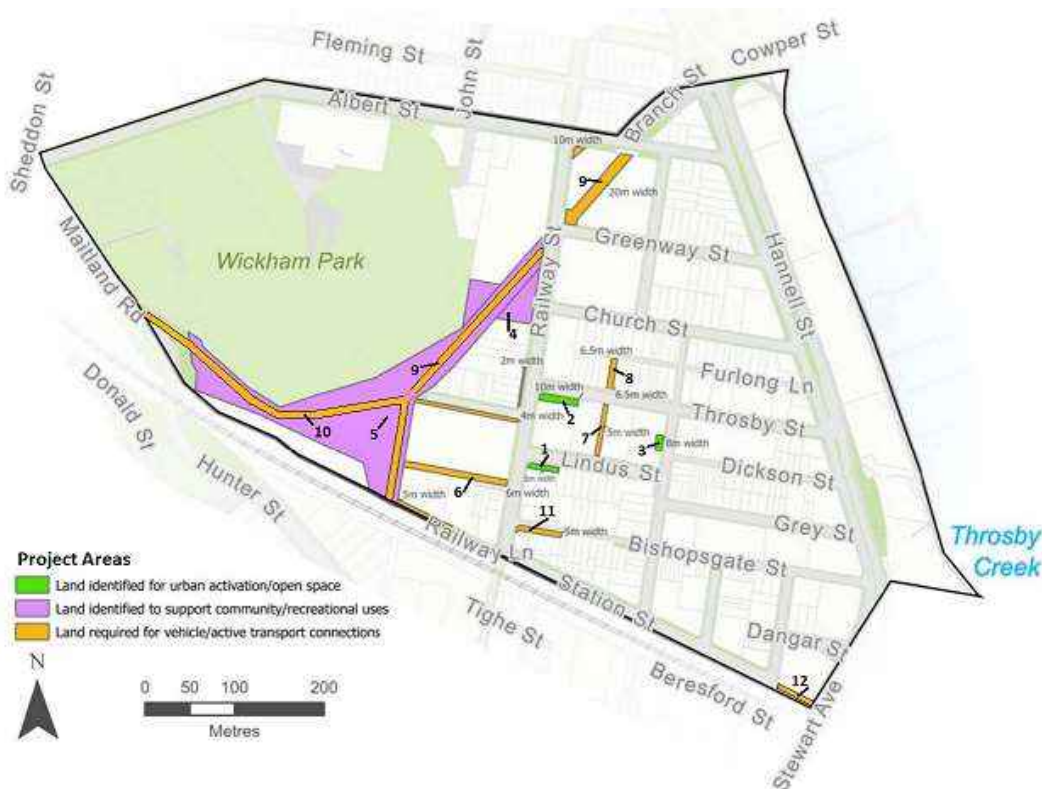 Cowper St
Fleming St
John St
Sheddon St
Albert St
Branch St
10m width
9
20m width
Greenway St
Wickham Park
Railway St
Hannell St
Maitland Rd
4
Church St
6.5m width
Furlong Ln
2m width
8
9
10m width
6.5m width
Donald St
2
Throsby St
4m width
10
5
7
5m width
3
8m width
1
Lindus St
Dickson St
Hunter St
6
5m width
6m width
11
5m width
Grey St
Railway Ln
Bishopsgate St
Throsby
Creek
Station St
Project Areas
Land identified for urban activation/open space
Land identified to support community/recreational uses
Land required for vehicle/active transport connections
Tighe St
Dangar St
Beresford St
12
Stewart Ave
N
0 50 100 200
Metres